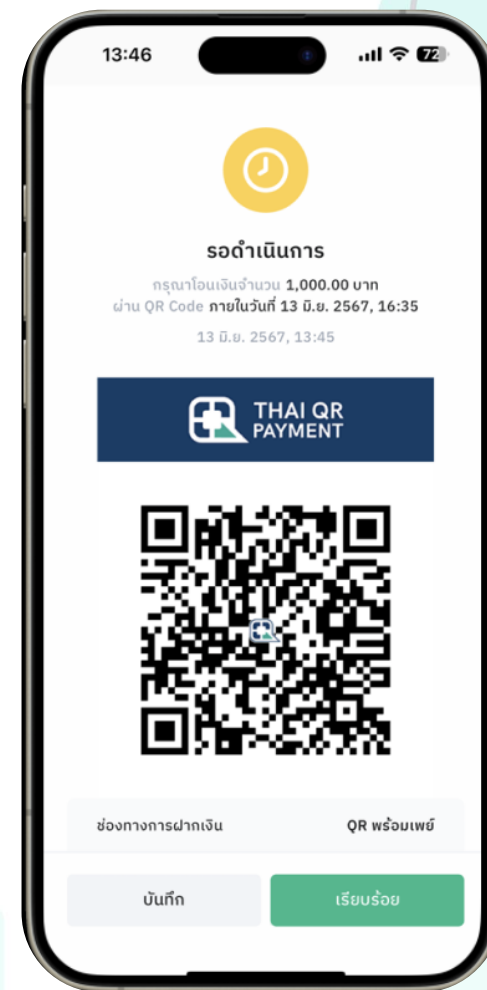 13:46
72
รอดำเนินการ
กรุณาโอนเงินจำนวน 1,000.00 บาท
ผ่าน QR Code ภายในวันที่ 13 มิ.ย. 2567, 16:35
13 มิ.ย. 2567, 13:45
THAI QR
PAYMENT
ช่องทางการฝากเงิน QR พร้อมเพย์
บันทึก เรียบร้อย